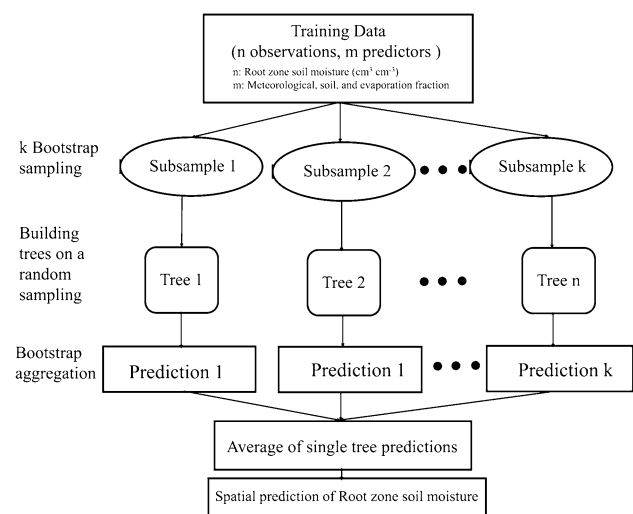 Training Data
(n observations, m predictors )
n: Root zone soil moisture (cm³ cm⁻³)
m: Meteorological, soil, and evaporation fraction
k Bootstrap
sampling
Subsample 1
Subsample 2
Subsample k
Building
trees on a
random
sampling
Tree 1
Tree 2
Tree n
Bootstrap
aggregation
Prediction 1
Prediction 1
Prediction k
Average of single tree predictions
Spatial prediction of Root zone soil moisture